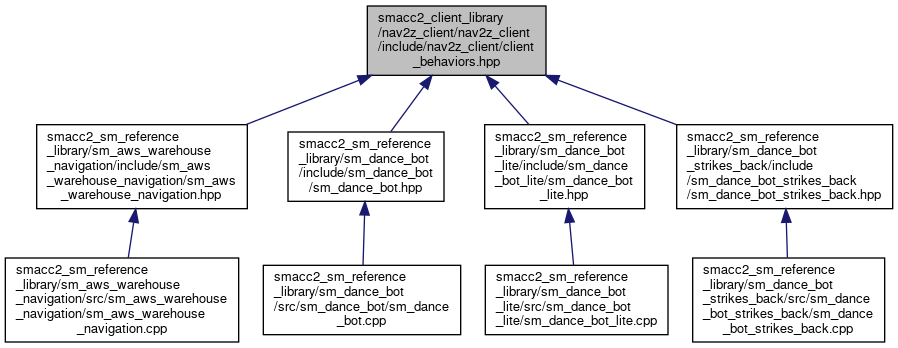 smacc2_client_library
/nav2z_client/nav2z_client
/include/nav2z_client/client
_behaviors.hpp
smacc2_sm_reference
_library/sm_aws_warehouse
_navigation/include/sm_aws
_warehouse_navigation/sm_aws
_warehouse_navigation.hpp
smacc2_sm_reference
_library/sm_dance_bot
/include/sm_dance_bot
/sm_dance_bot.hpp
smacc2_sm_reference
_library/sm_dance_bot
_lite/include/sm_dance
_bot_lite/sm_dance_bot
_lite.hpp
smacc2_sm_reference
_library/sm_dance_bot
_strikes_back/include
/sm_dance_bot_strikes_back
/sm_dance_bot_strikes_back.hpp
smacc2_sm_reference
_library/sm_aws_warehouse
_navigation/src/sm_aws_warehouse
_navigation/sm_aws_warehouse
_navigation.cpp
smacc2_sm_reference
_library/sm_dance_bot
/src/sm_dance_bot/sm_dance
_bot.cpp
smacc2_sm_reference
_library/sm_dance_bot
_lite/src/sm_dance_bot
_lite/sm_dance_bot_lite.cpp
smacc2_sm_reference
_library/sm_dance_bot
_strikes_back/src/sm_dance
_bot_strikes_back/sm_dance
_bot_strikes_back.cpp